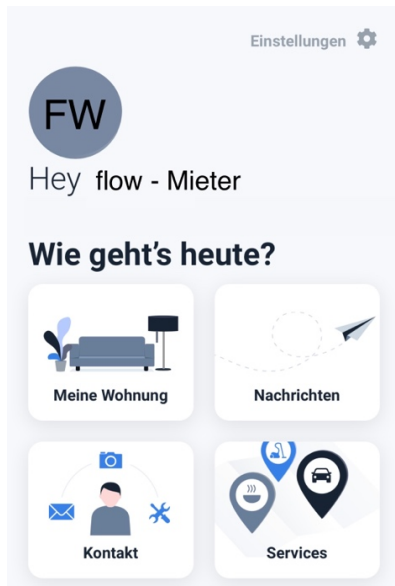 Einstellungen
FW
Hey flow - Mieter
Wie geht's heute?
Meine Wohnung
Nachrichten
Kontakt
Services